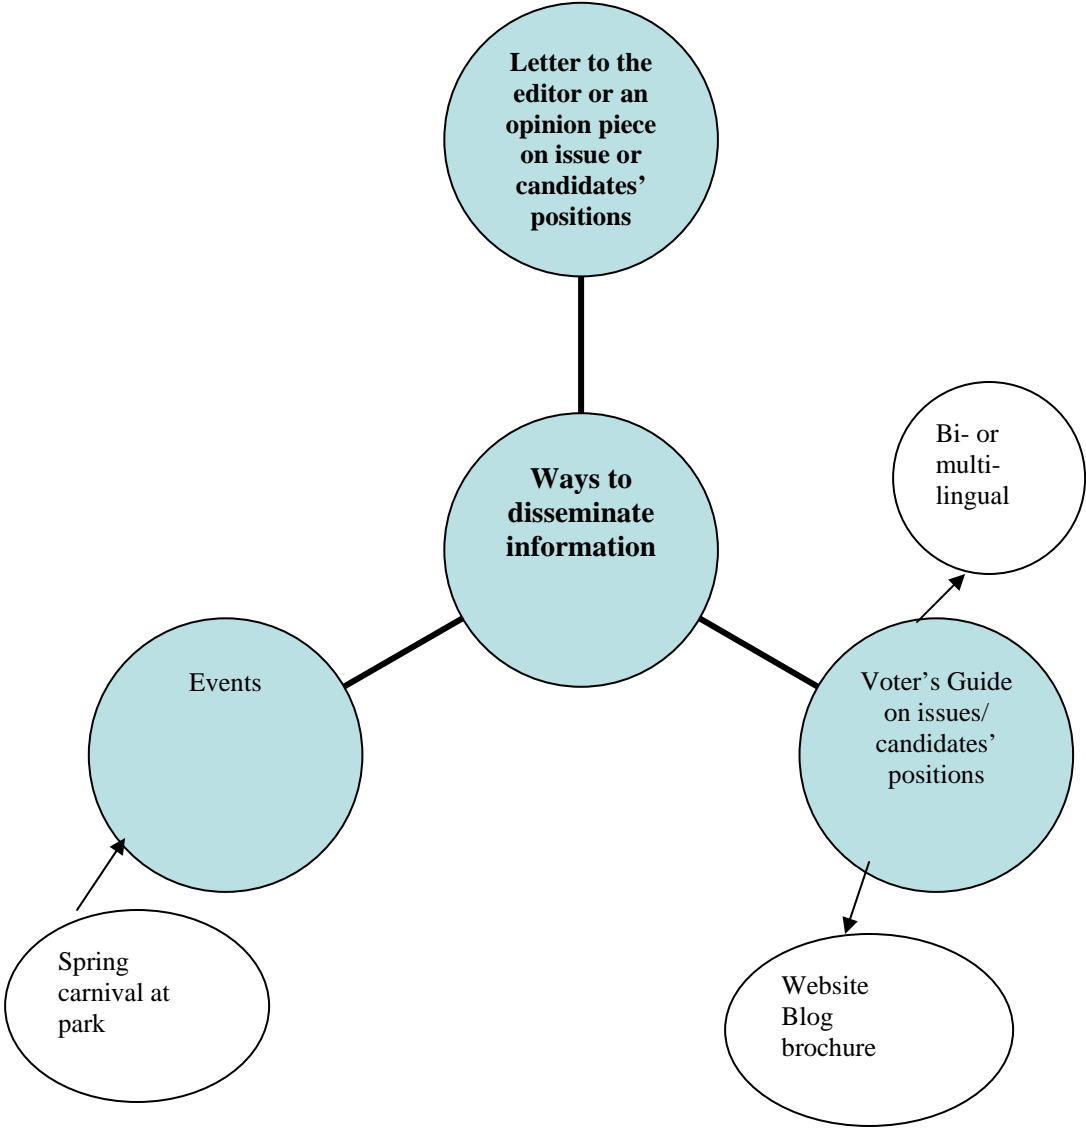 Letter to the
editor or an
opinion piece
on issue or
candidates’
positions
Ways to
disseminate
information
Bi- or
multi-
lingual
Events
Voter’s Guide
on issues/
candidates’
positions
Spring
carnival at
park
Website
Blog
brochure